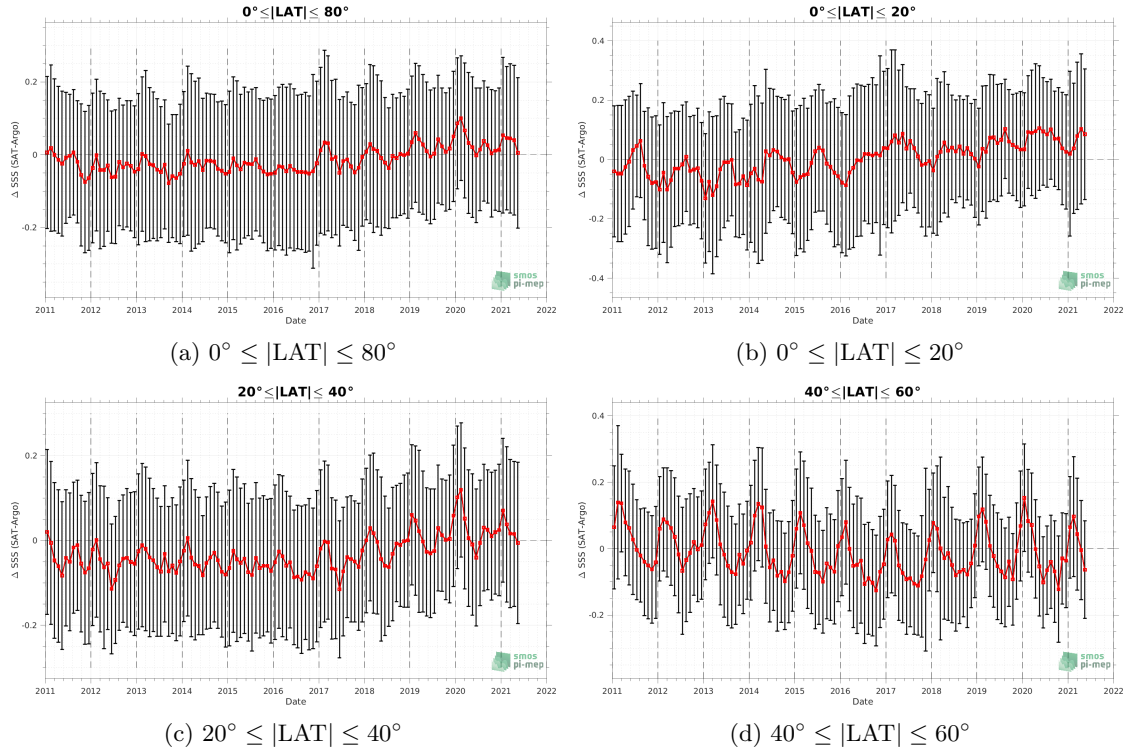 0°≤|LAT|≤ 80°
Δ SSS (SAT-Argo)
0.2
0
-0.2
smos
pi-mep
2011 2012 2013 2014 2015 2016 2017 2018 2019 2020 2021 2022
Date
(a) 0° ≤ |LAT| ≤ 80°
0°≤|LAT|≤ 20°
Δ SSS (SAT-Argo)
0.4
0.2
0
-0.2
-0.4
smos
pi-mep
2011 2012 2013 2014 2015 2016 2017 2018 2019 2020 2021 2022
Date
(b) 0° ≤ |LAT| ≤ 20°
20°≤|LAT|≤ 40°
Δ SSS (SAT-Argo)
0.2
0
-0.2
smos
pi-mep
2011 2012 2013 2014 2015 2016 2017 2018 2019 2020 2021 2022
Date
(c) 20° ≤ |LAT| ≤ 40°
40°≤|LAT|≤ 60°
Δ SSS (SAT-Argo)
0.4
0.2
0
-0.2
smos
pi-mep
2011 2012 2013 2014 2015 2016 2017 2018 2019 2020 2021 2022
Date
(d) 40° ≤ |LAT| ≤ 60°